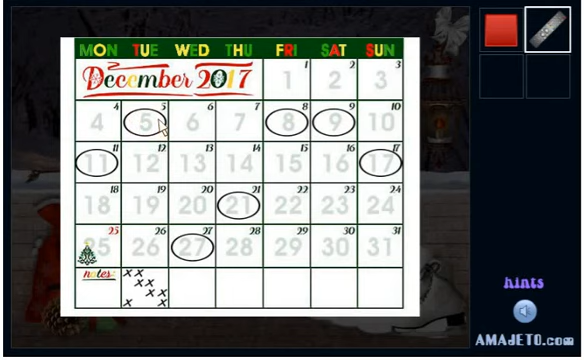 MON TUE WED THU FRI SAT SUN
December 2017
1 2 3
1 2 3
4 5 6 7 8 9 10
4 5 6 7 8 9 10
11 12 13 14 15 16 17
11 12 13 14 15 16 17
18 19 20 21 22 23 24
18 19 20 21 22 23 24
25 26 27 28 29 30 31
25 26 27 28 29 30 31
notes: X X
X X
X X
X X
hints
AMAJETO.com